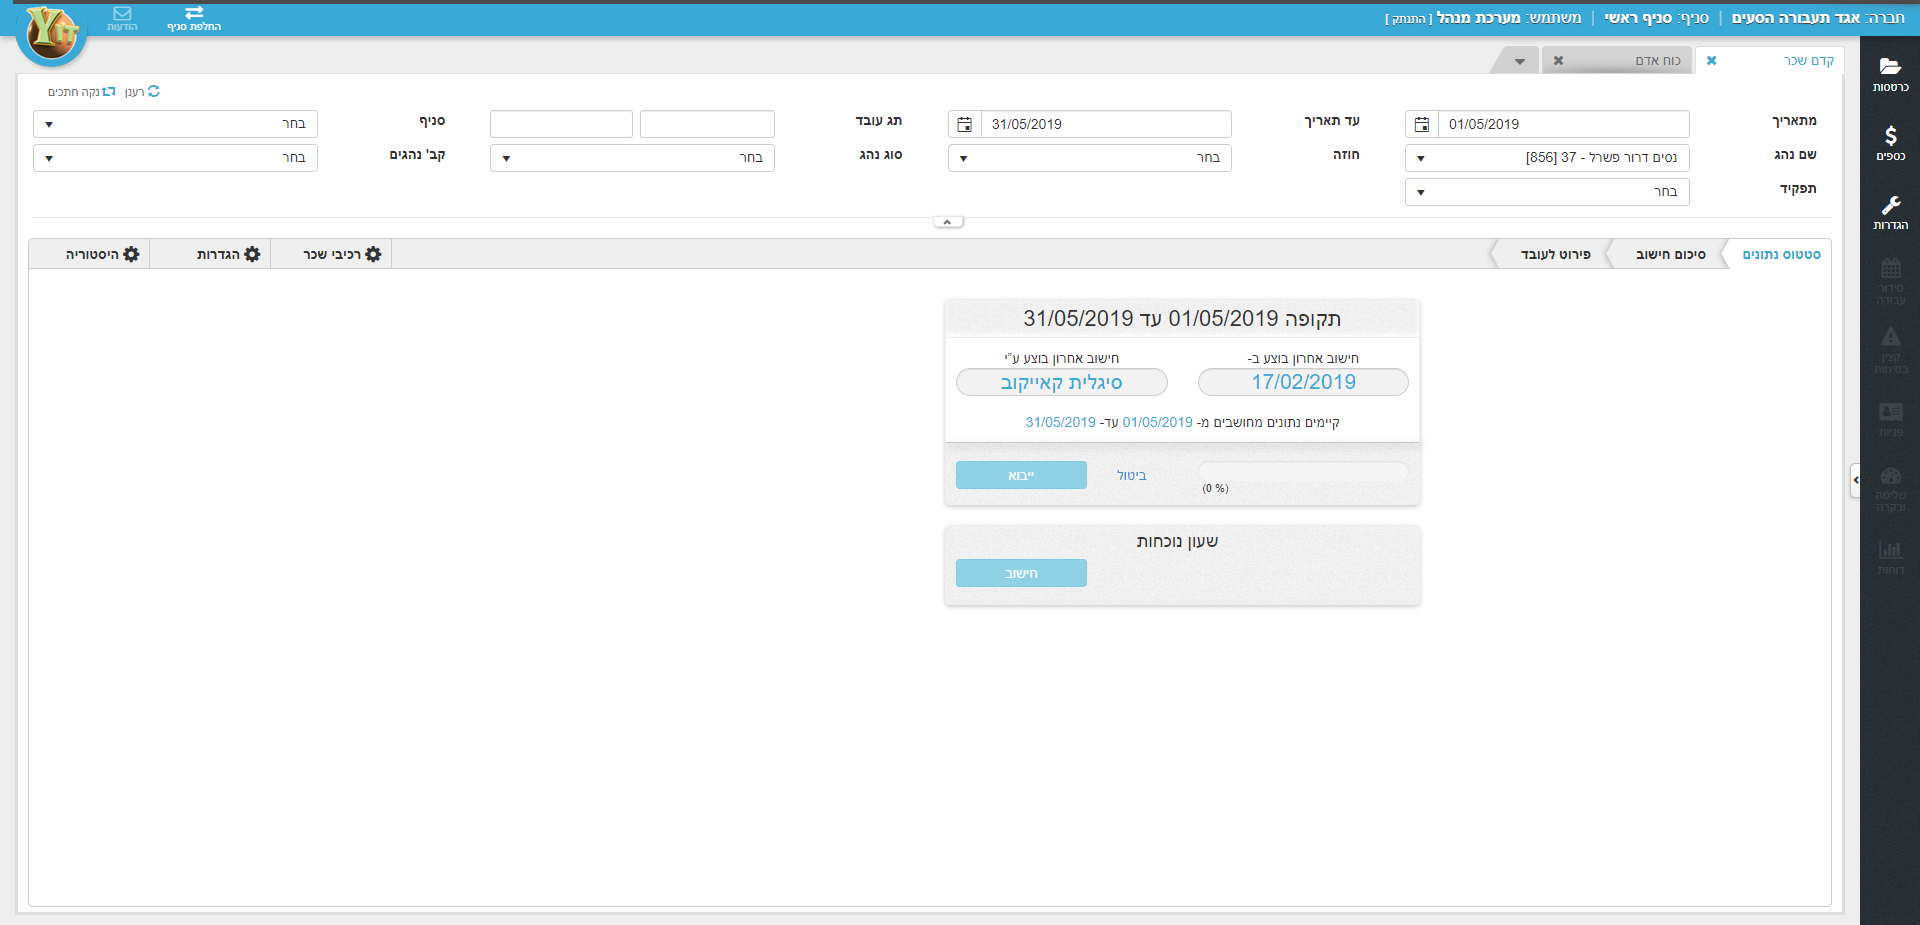 חברה: אגד תעבורה הסעים | סניף: סניף ראשי | משתמש: מערכת מנהל [ התנתק ]
החלפת סניף
הודעות
YIT
קדם שכר
כוח אדם
כרטסות
כספים
הגדרות
סידור עבודה
קצין בטיחות
פניות
שליטה ובקרה
דוחות
רענן נקה חתכים
מתאריך 01/05/2019 עד תאריך 31/05/2019 תג עובד סניף בחר
שם נהג נסים דרור פשרל - 37 [856] חוזה בחר סוג נהג בחר קב' נהגים בחר
תפקיד בחר
סטטוס נתונים סיכום חישוב פירוט לעובד רכיבי שכר הגדרות היסטוריה
תקופה 01/05/2019 עד 31/05/2019
חישוב אחרון בוצע ב- חישוב אחרון בוצע ע"י
17/02/2019 סיגלית קאייקוב
קיימים נתונים מחושבים מ- 01/05/2019 עד- 31/05/2019
ביטול ייבוא
(0 %)
שעון נוכחות
חישוב